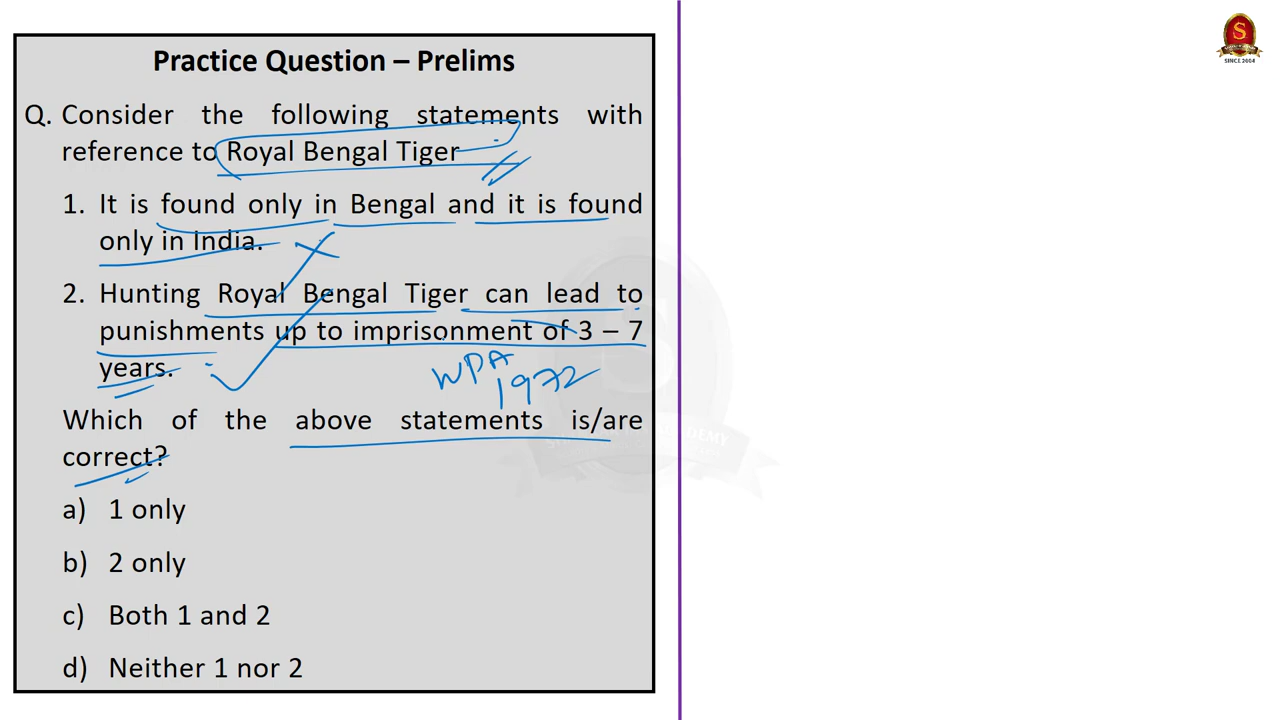 Practice Question – Prelims
SINCE 2004
Q. Consider the following statements with
reference to Royal Bengal Tiger
1. It is found only in Bengal and it is found
only in India.
2. Hunting Royal Bengal Tiger can lead to
punishments up to imprisonment of 3 – 7
years.
WPA
1972
Which of the above statements is/are
correct?
a) 1 only
b) 2 only
c) Both 1 and 2
d) Neither 1 nor 2